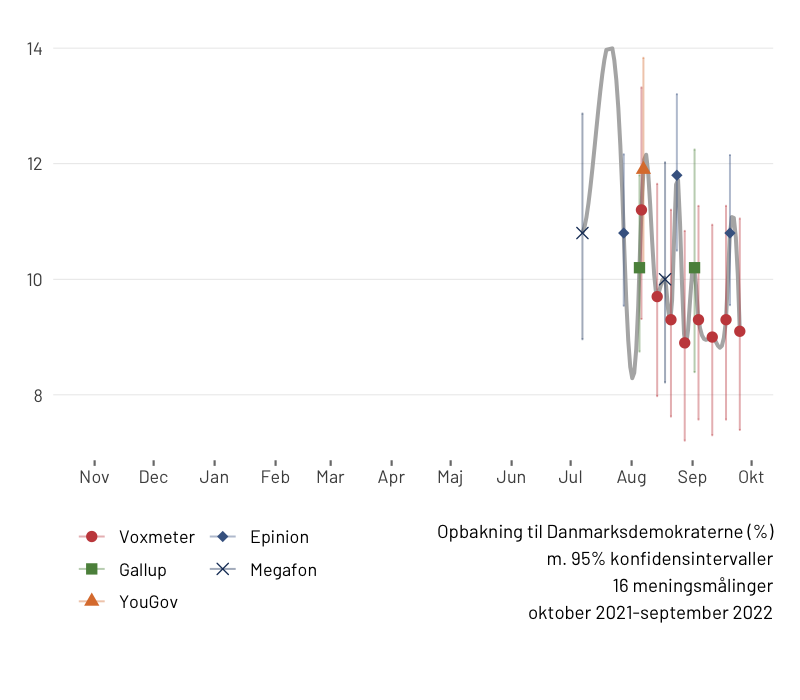 14
12
10
8
Nov Dec Jan Feb Mar Apr Maj Jun Jul Aug Sep Okt
Voxmeter Epinion
Gallup Megafon
YouGov
Opbakning til Danmarksdemokraterne (%)
m. 95% konfidensintervaller
16 meningsmålinger
oktober 2021-september 2022